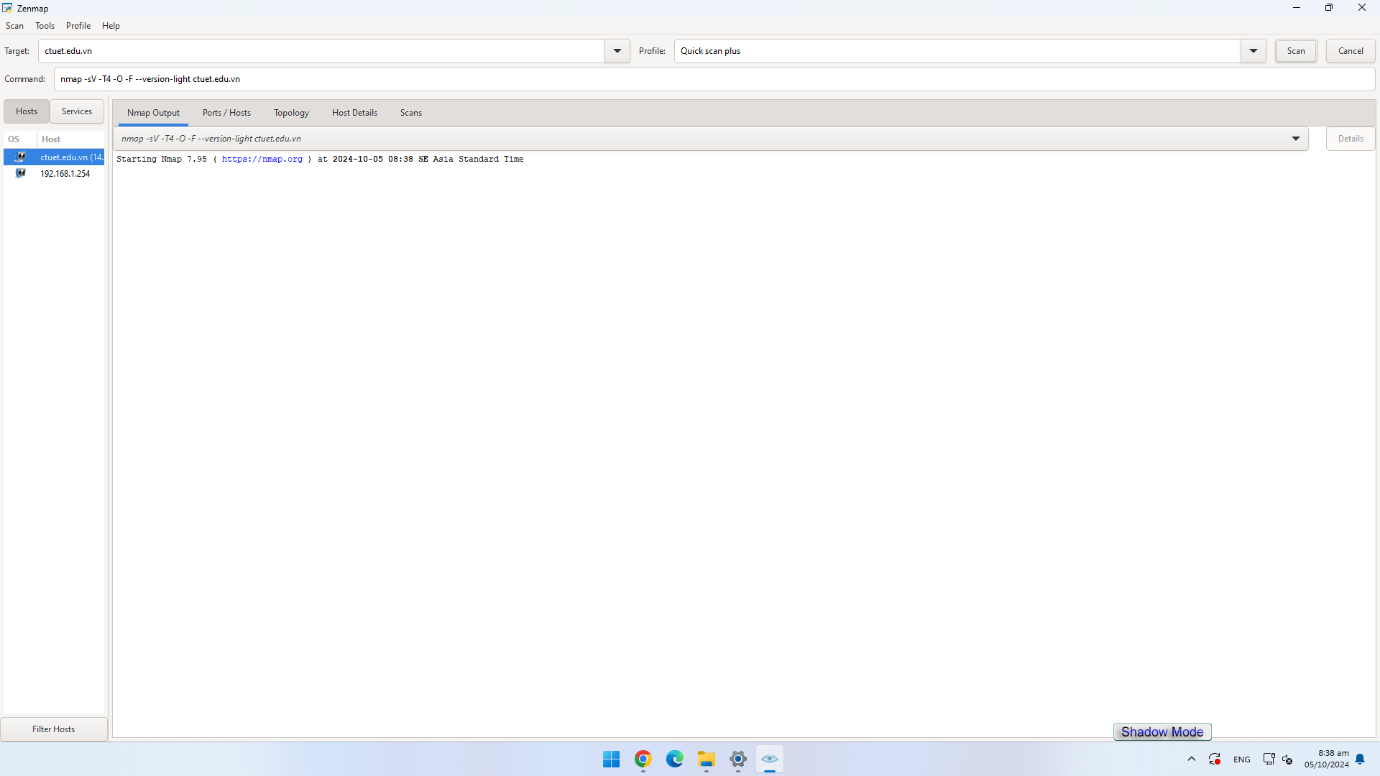 Zenmap
Scan Tools Profile Help
Target: ctuet.edu.vn Profile: Quick scan plus Scan Cancel
Command: nmap -sV -T4 -O -F --version-light ctuet.edu.vn
Hosts Services Nmap Output Ports / Hosts Topology Host Details Scans
OS Host nmap -sV -T4 -O -F --version-light ctuet.edu.vn Details
ctuet.edu.vn (14. Starting Nmap 7.95 ( https://nmap.org ) at 2024-10-05 08:38 SE Asia Standard Time
192.168.1.254
Filter Hosts
Shadow Mode
ENG 8:38 am
05/10/2024